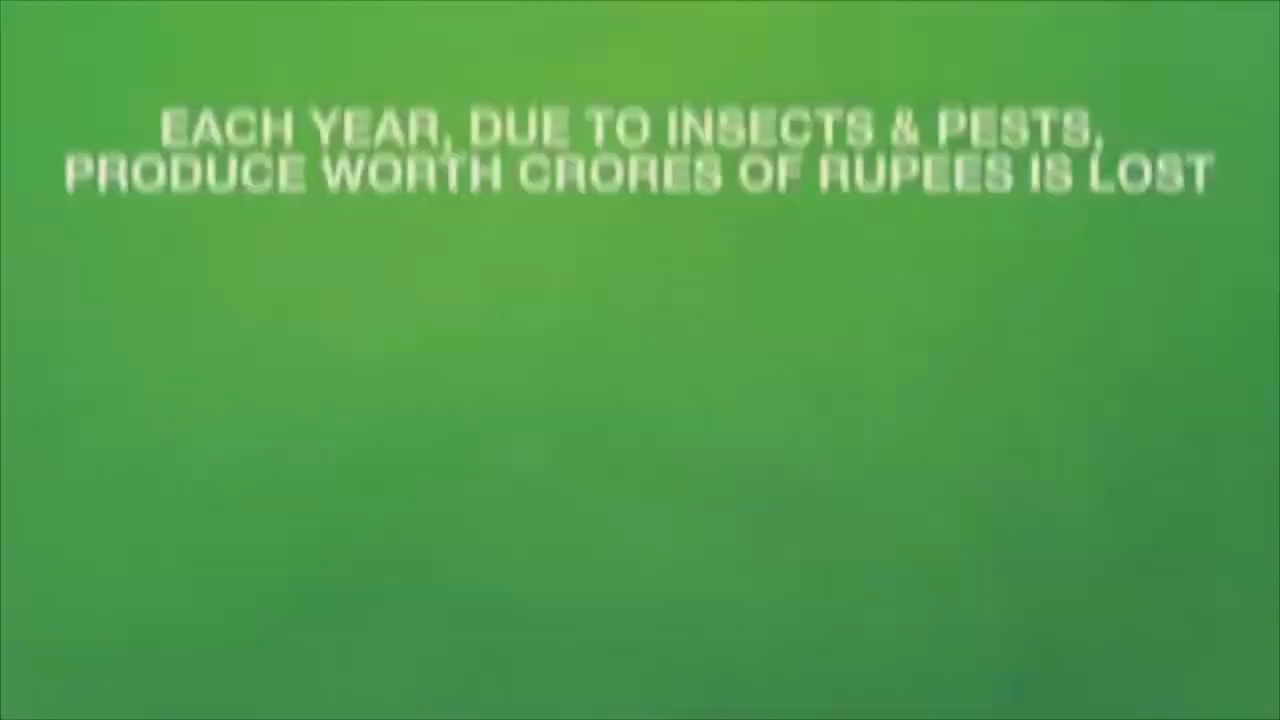 EACH YEAR, DUE TO INSECTS & PESTS,
PRODUCE WORTH CRORES OF RUPEES IS LOST